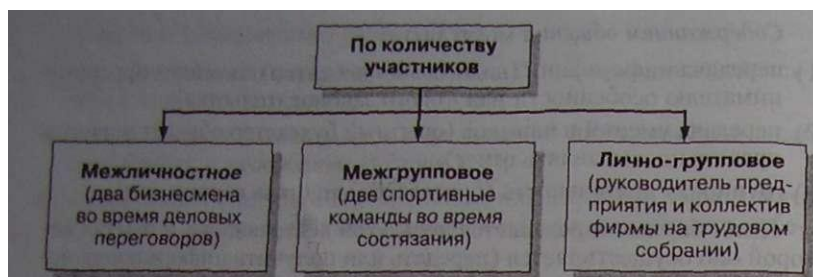 По количеству
участников
Межличностное
(два бизнесмена
во время деловых
переговоров)
Межгрупповое
(две спортивные
команды во время
состязания)
Лично-групповое
(руководитель пред-
приятия и коллектив
фирмы на трудовом
собрании)